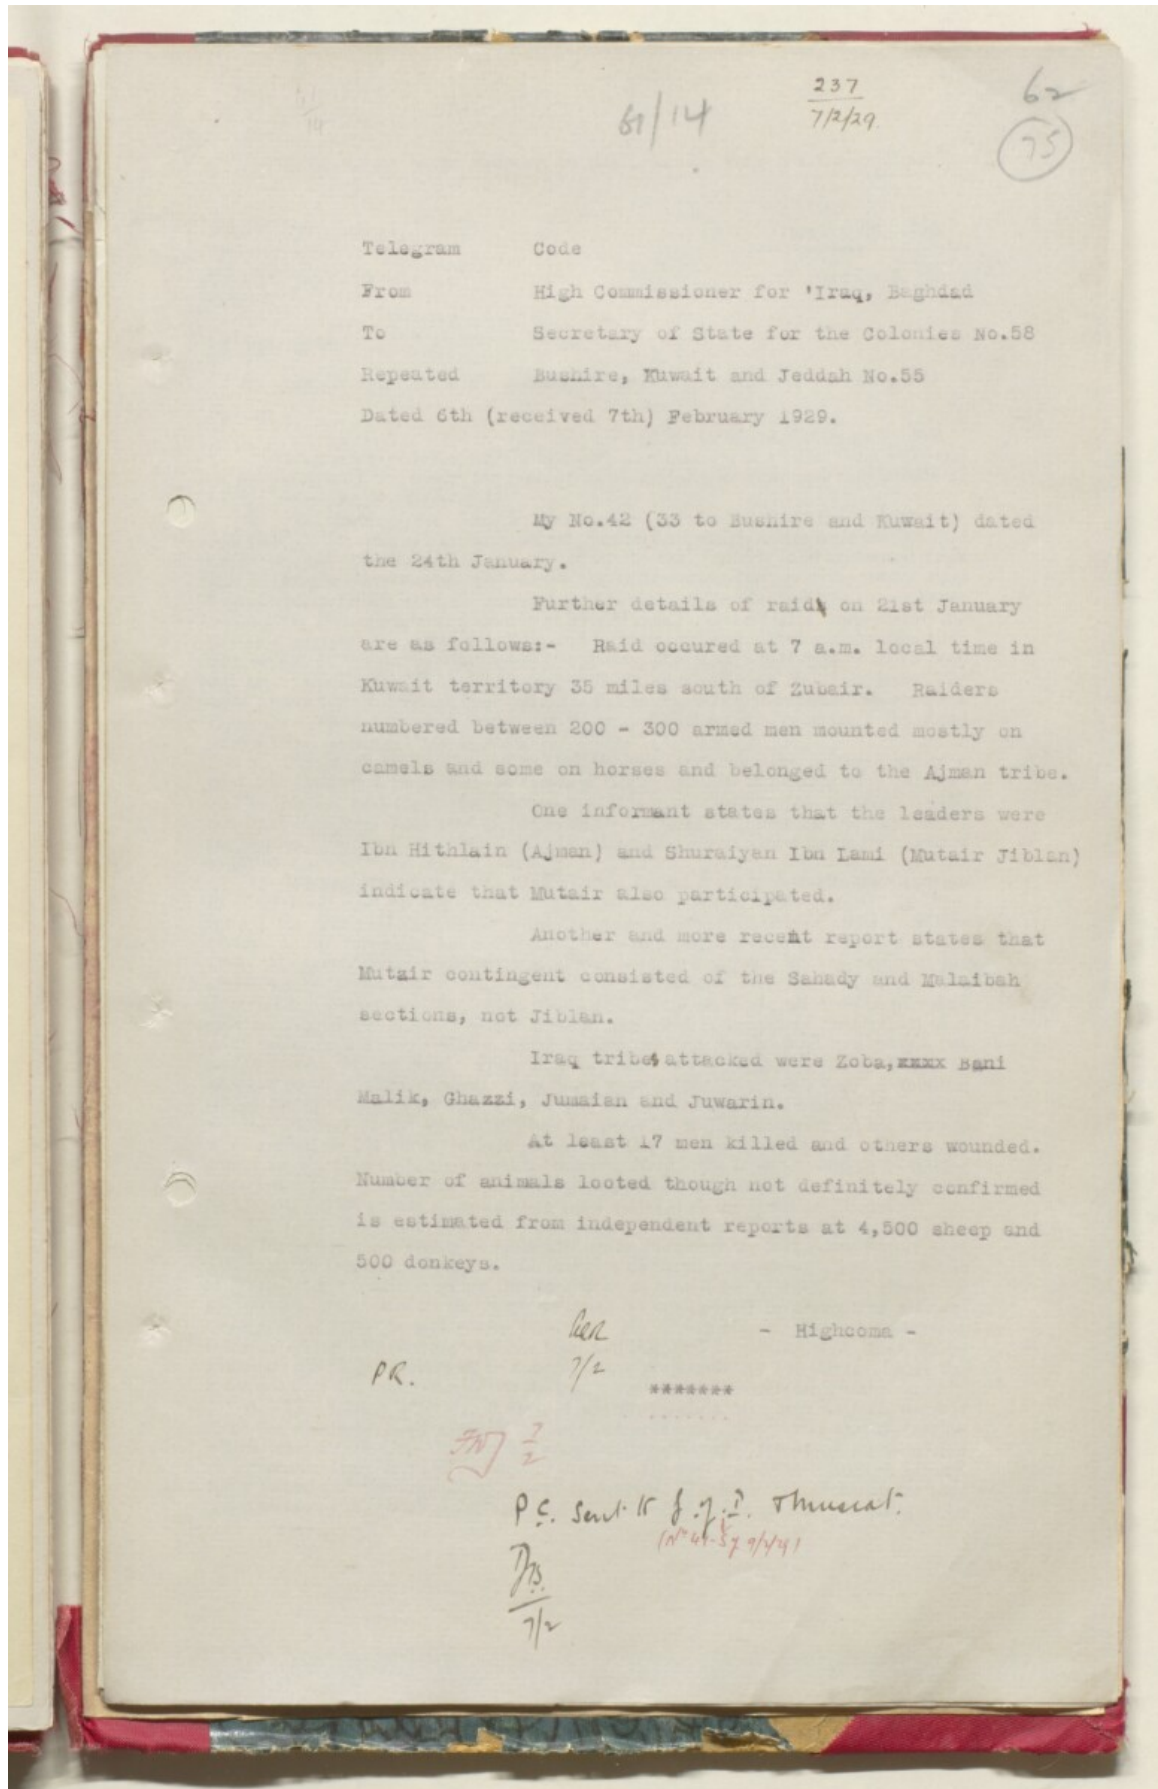 61/14
237
7/2/29.
62
75
Telegram Code
From High Commissioner for 'Iraq, Baghdad
To Secretary of State for the Colonies No.58
Repeated Bushire, Kuwait and Jeddah No.55
Dated 6th (received 7th) February 1929.
My No.42 (33 to Bushire and Kuwait) dated
the 24th January.
Further details of raid on 21st January
are as follows:- Raid occured at 7 a.m. local time in
Kuwait territory 35 miles south of Zubair. Raiders
numbered between 200 - 300 armed men mounted mostly on
camels and some on horses and belonged to the Ajman tribe.
One informant states that the leaders were
Ibn Hithlain (Ajman) and Shuraiyan Ibn Lami (Mutair Jiblan)
indicate that Mutair also participated.
Another and more recent report states that
Mutair contingent consisted of the Sahady and Malaibah
sections, not Jiblan.
Iraq tribes attacked were Zoba, xxxx Bani
Malik, Ghazzi, Jumaian and Juwarin.
At least 17 men killed and others wounded.
Number of animals looted though not definitely confirmed
is estimated from independent reports at 4,500 sheep and
500 donkeys.
- Highcoma -
7/2
PR.
*******
7/2
P.C. sent to Muscat.
7/2